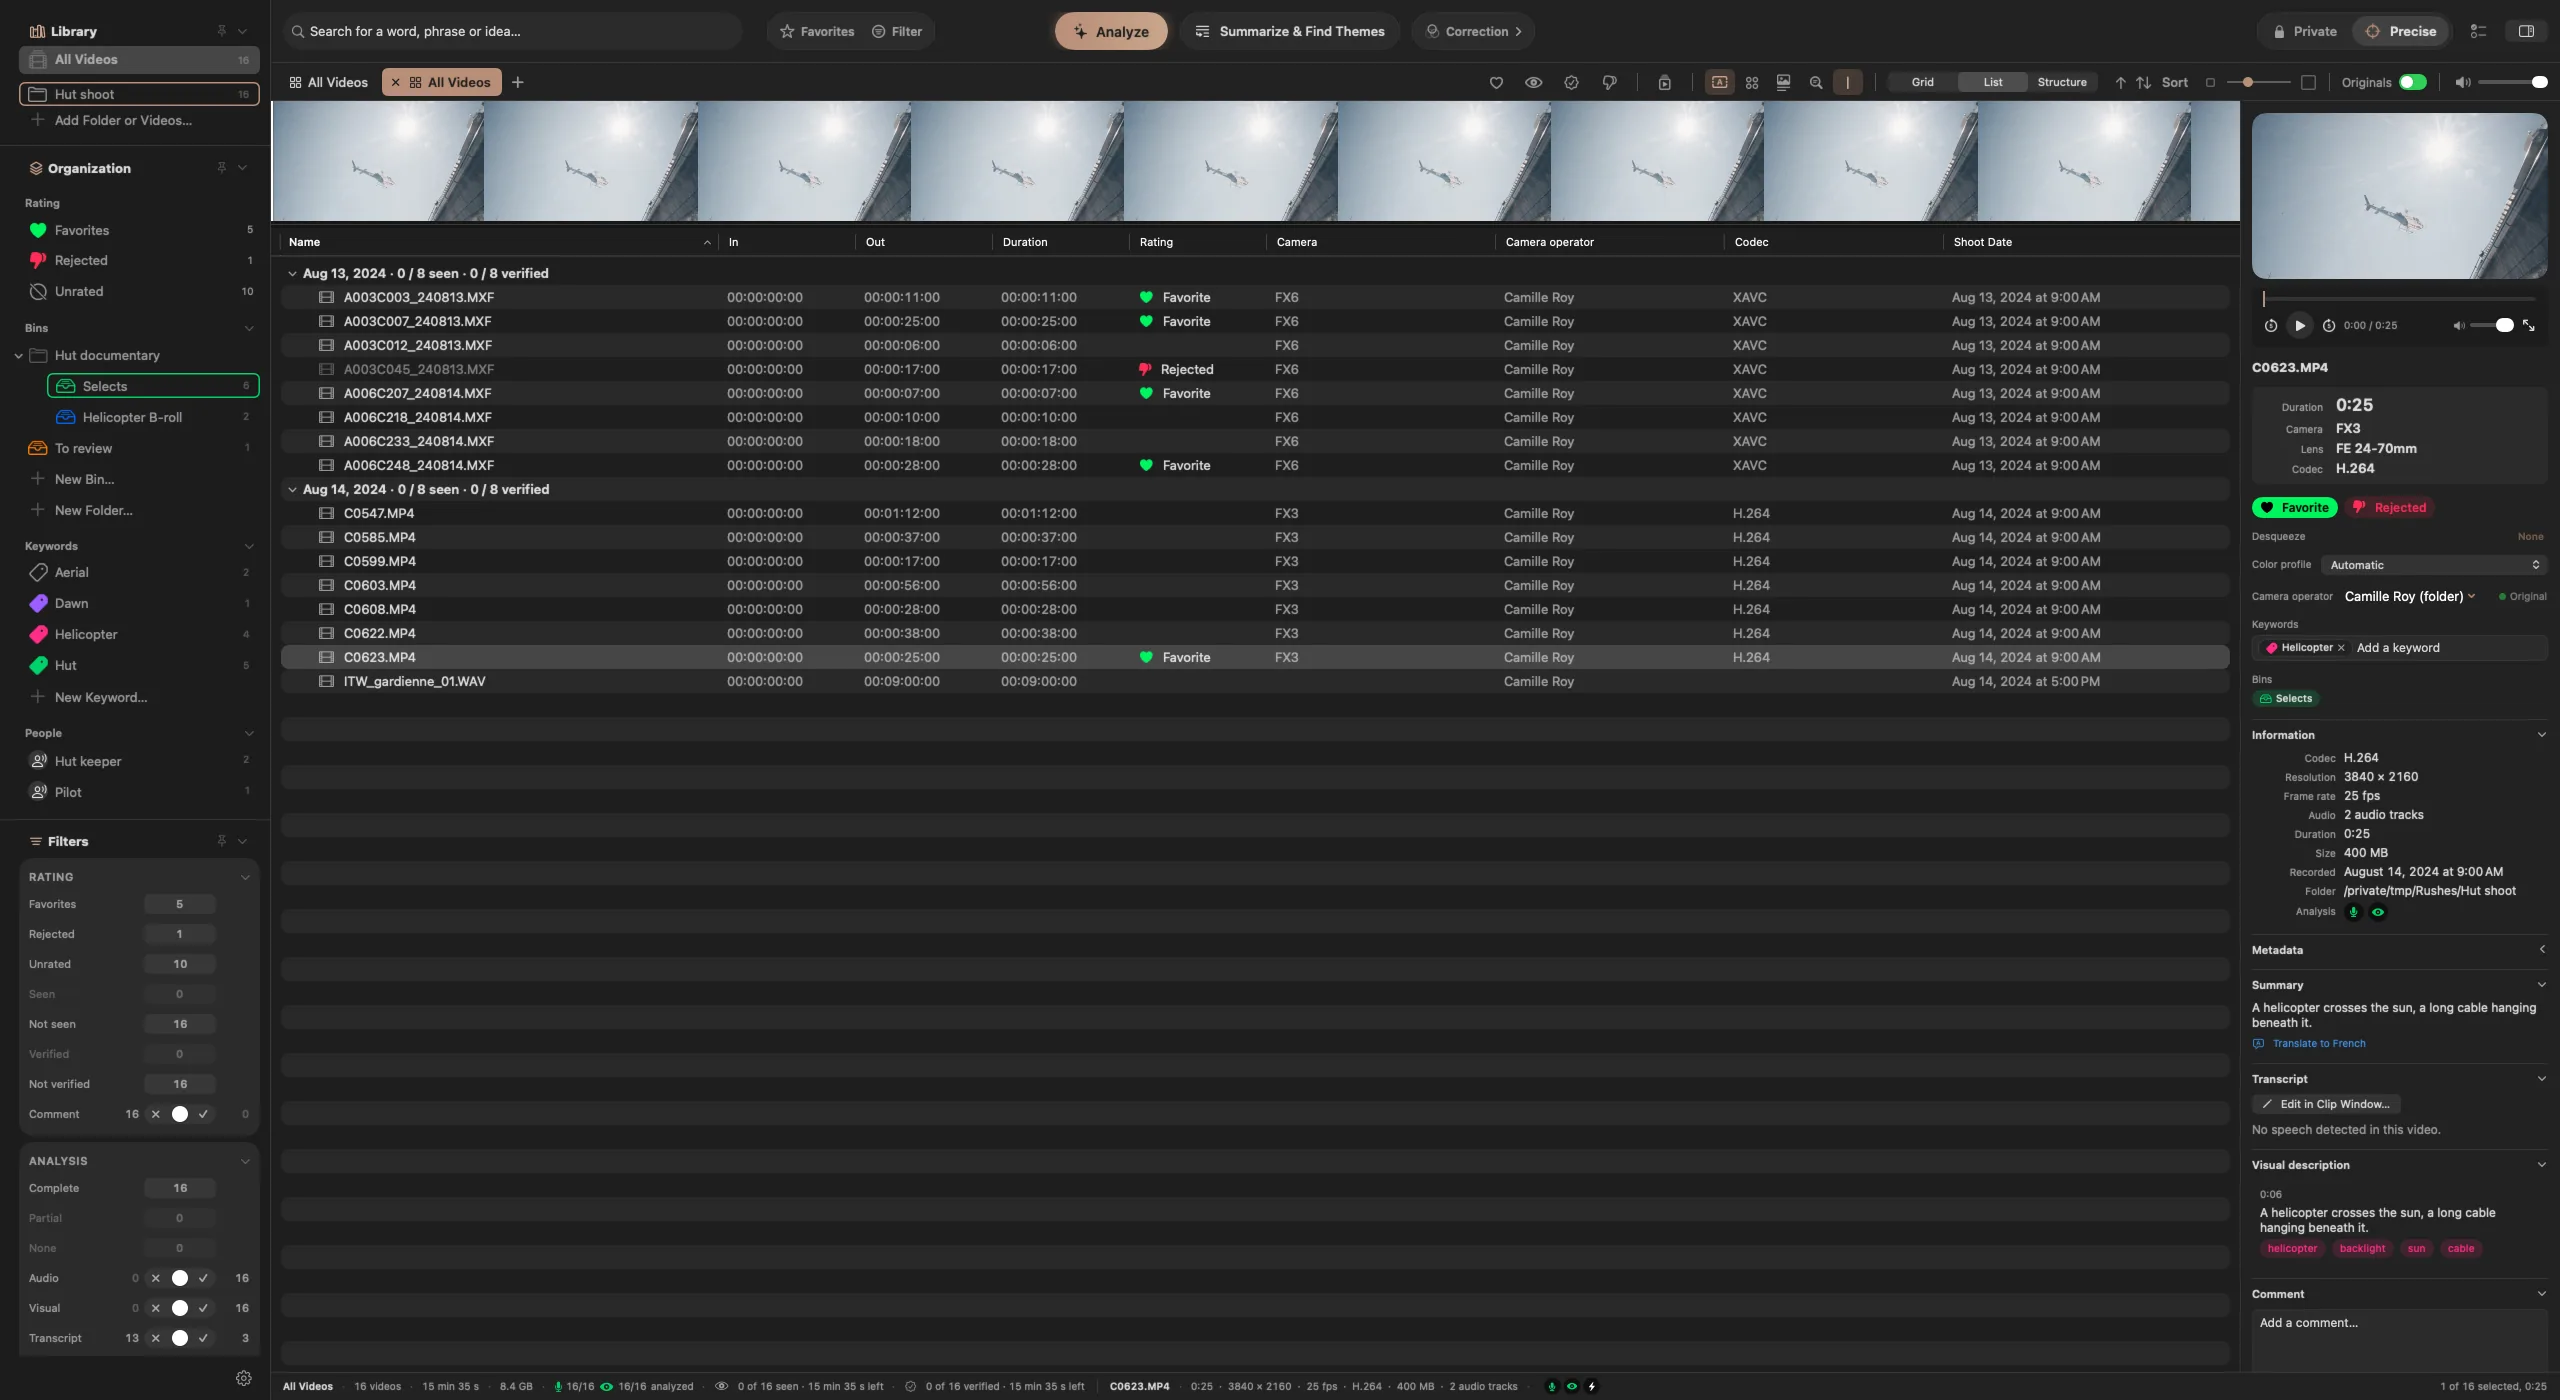 Library
All Videos 16
Hut shoot 16
Add Folder or Videos...
Organization
Rating
Favorites 5
Rejected 1
Unrated 10
Bins
Hut documentary
Selects 6
Helicopter B-roll 2
To review 1
New Bin...
New Folder...
Keywords
Aerial 2
Dawn 1
Helicopter 4
Hut 5
New Keyword...
People
Hut keeper 2
Pilot 1
Filters
RATING
Favorites 5
Rejected 1
Unrated 10
Seen 0
Not seen 16
Verified 0
Not verified 16
Comment 16 0
ANALYSIS
Complete 16
Partial 0
None 0
Audio 0 16
Visual 0 16
Transcript 13 3
Search for a word, phrase or idea...
Favorites Filter
Analyze Summarize & Find Themes Correction
Private Precise
All Videos All Videos
Grid List Structure Sort Originals
Name In Out Duration Rating Camera Camera operator Codec Shoot Date
Aug 13, 2024 · 0 / 8 seen · 0 / 8 verified
A003C003_240813.MXF 00:00:00:00 00:00:11:00 00:00:11:00 Favorite FX6 Camille Roy XAVC Aug 13, 2024 at 9:00 AM
A003C007_240813.MXF 00:00:00:00 00:00:25:00 00:00:25:00 Favorite FX6 Camille Roy XAVC Aug 13, 2024 at 9:00 AM
A003C012_240813.MXF 00:00:00:00 00:00:06:00 00:00:06:00 FX6 Camille Roy XAVC Aug 13, 2024 at 9:00 AM
A003C045_240813.MXF 00:00:00:00 00:00:17:00 00:00:17:00 Rejected FX6 Camille Roy XAVC Aug 13, 2024 at 9:00 AM
A006C207_240814.MXF 00:00:00:00 00:00:07:00 00:00:07:00 Favorite FX6 Camille Roy XAVC Aug 13, 2024 at 9:00 AM
A006C218_240814.MXF 00:00:00:00 00:00:10:00 00:00:10:00 FX6 Camille Roy XAVC Aug 13, 2024 at 9:00 AM
A006C233_240814.MXF 00:00:00:00 00:00:18:00 00:00:18:00 FX6 Camille Roy XAVC Aug 13, 2024 at 9:00 AM
A006C248_240814.MXF 00:00:00:00 00:00:28:00 00:00:28:00 Favorite FX6 Camille Roy XAVC Aug 13, 2024 at 9:00 AM
Aug 14, 2024 · 0 / 8 seen · 0 / 8 verified
C0547.MP4 00:00:00:00 00:01:12:00 00:01:12:00 FX3 Camille Roy H.264 Aug 14, 2024 at 9:00 AM
C0585.MP4 00:00:00:00 00:00:37:00 00:00:37:00 FX3 Camille Roy H.264 Aug 14, 2024 at 9:00 AM
C0599.MP4 00:00:00:00 00:00:17:00 00:00:17:00 FX3 Camille Roy H.264 Aug 14, 2024 at 9:00 AM
C0603.MP4 00:00:00:00 00:00:56:00 00:00:56:00 FX3 Camille Roy H.264 Aug 14, 2024 at 9:00 AM
C0608.MP4 00:00:00:00 00:00:28:00 00:00:28:00 FX3 Camille Roy H.264 Aug 14, 2024 at 9:00 AM
C0622.MP4 00:00:00:00 00:00:38:00 00:00:38:00 FX3 Camille Roy H.264 Aug 14, 2024 at 9:00 AM
C0623.MP4 00:00:00:00 00:00:25:00 00:00:25:00 Favorite FX3 Camille Roy H.264 Aug 14, 2024 at 9:00 AM
ITW_gardienne_01.WAV 00:00:00:00 00:09:00:00 00:09:00:00 Camille Roy Aug 14, 2024 at 5:00 PM
0:00 / 0:25
C0623.MP4
Duration 0:25
Camera FX3
Lens FE 24-70mm
Codec H.264
Favorite Rejected
Desqueeze None
Color profile Automatic
Camera operator Camille Roy (folder) Original
Keywords
Helicopter Add a keyword
Bins
Selects
Information
Codec H.264
Resolution 3840 × 2160
Frame rate 25 fps
Audio 2 audio tracks
Duration 0:25
Size 400 MB
Recorded August 14, 2024 at 9:00 AM
Folder /private/tmp/Rushes/Hut shoot
Analysis
Metadata
Summary
A helicopter crosses the sun, a long cable hanging
beneath it.
Translate to French
Transcript
Edit in Clip Window...
No speech detected in this video.
Visual description
0:06
A helicopter crosses the sun, a long cable
hanging beneath it.
helicopter backlight sun cable
Comment
Add a comment...
All Videos · 16 videos · 15 min 35 s · 8.4 GB · 16/16 16/16 analyzed · 0 of 16 seen · 15 min 35 s left · 0 of 16 verified · 15 min 35 s left C0623.MP4 · 0:25 · 3840 × 2160 · 25 fps · H.264 · 400 MB · 2 audio tracks 1 of 16 selected, 0:25